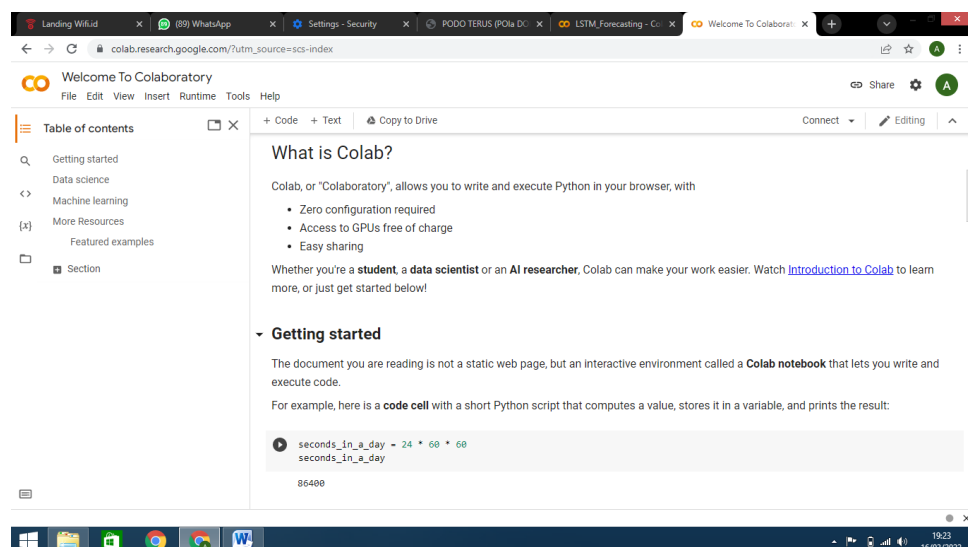 Landing Wifi.id
(89) WhatsApp
Settings - Security
PODO TERUS (POla DO
LSTM_Forecasting - Co
Welcome To Colaborat
colab.research.google.com/?utm_source=scs-index
A
Welcome To Colaboratory
File Edit View Insert Runtime Tools Help
Share
A
Table of contents
+ Code + Text Copy to Drive
Connect
Editing
Getting started
Data science
Machine learning
More Resources
Featured examples
Section
{x}
What is Colab?
Colab, or "Colaboratory", allows you to write and execute Python in your browser, with
• Zero configuration required
• Access to GPUs free of charge
• Easy sharing
Whether you're a student, a data scientist or an AI researcher, Colab can make your work easier. Watch Introduction to Colab to learn
more, or just get started below!
Getting started
The document you are reading is not a static web page, but an interactive environment called a Colab notebook that lets you write and
execute code.
For example, here is a code cell with a short Python script that computes a value, stores it in a variable, and prints the result:
seconds_in_a_day = 24 * 60 * 60
seconds_in_a_day
86400
19:23